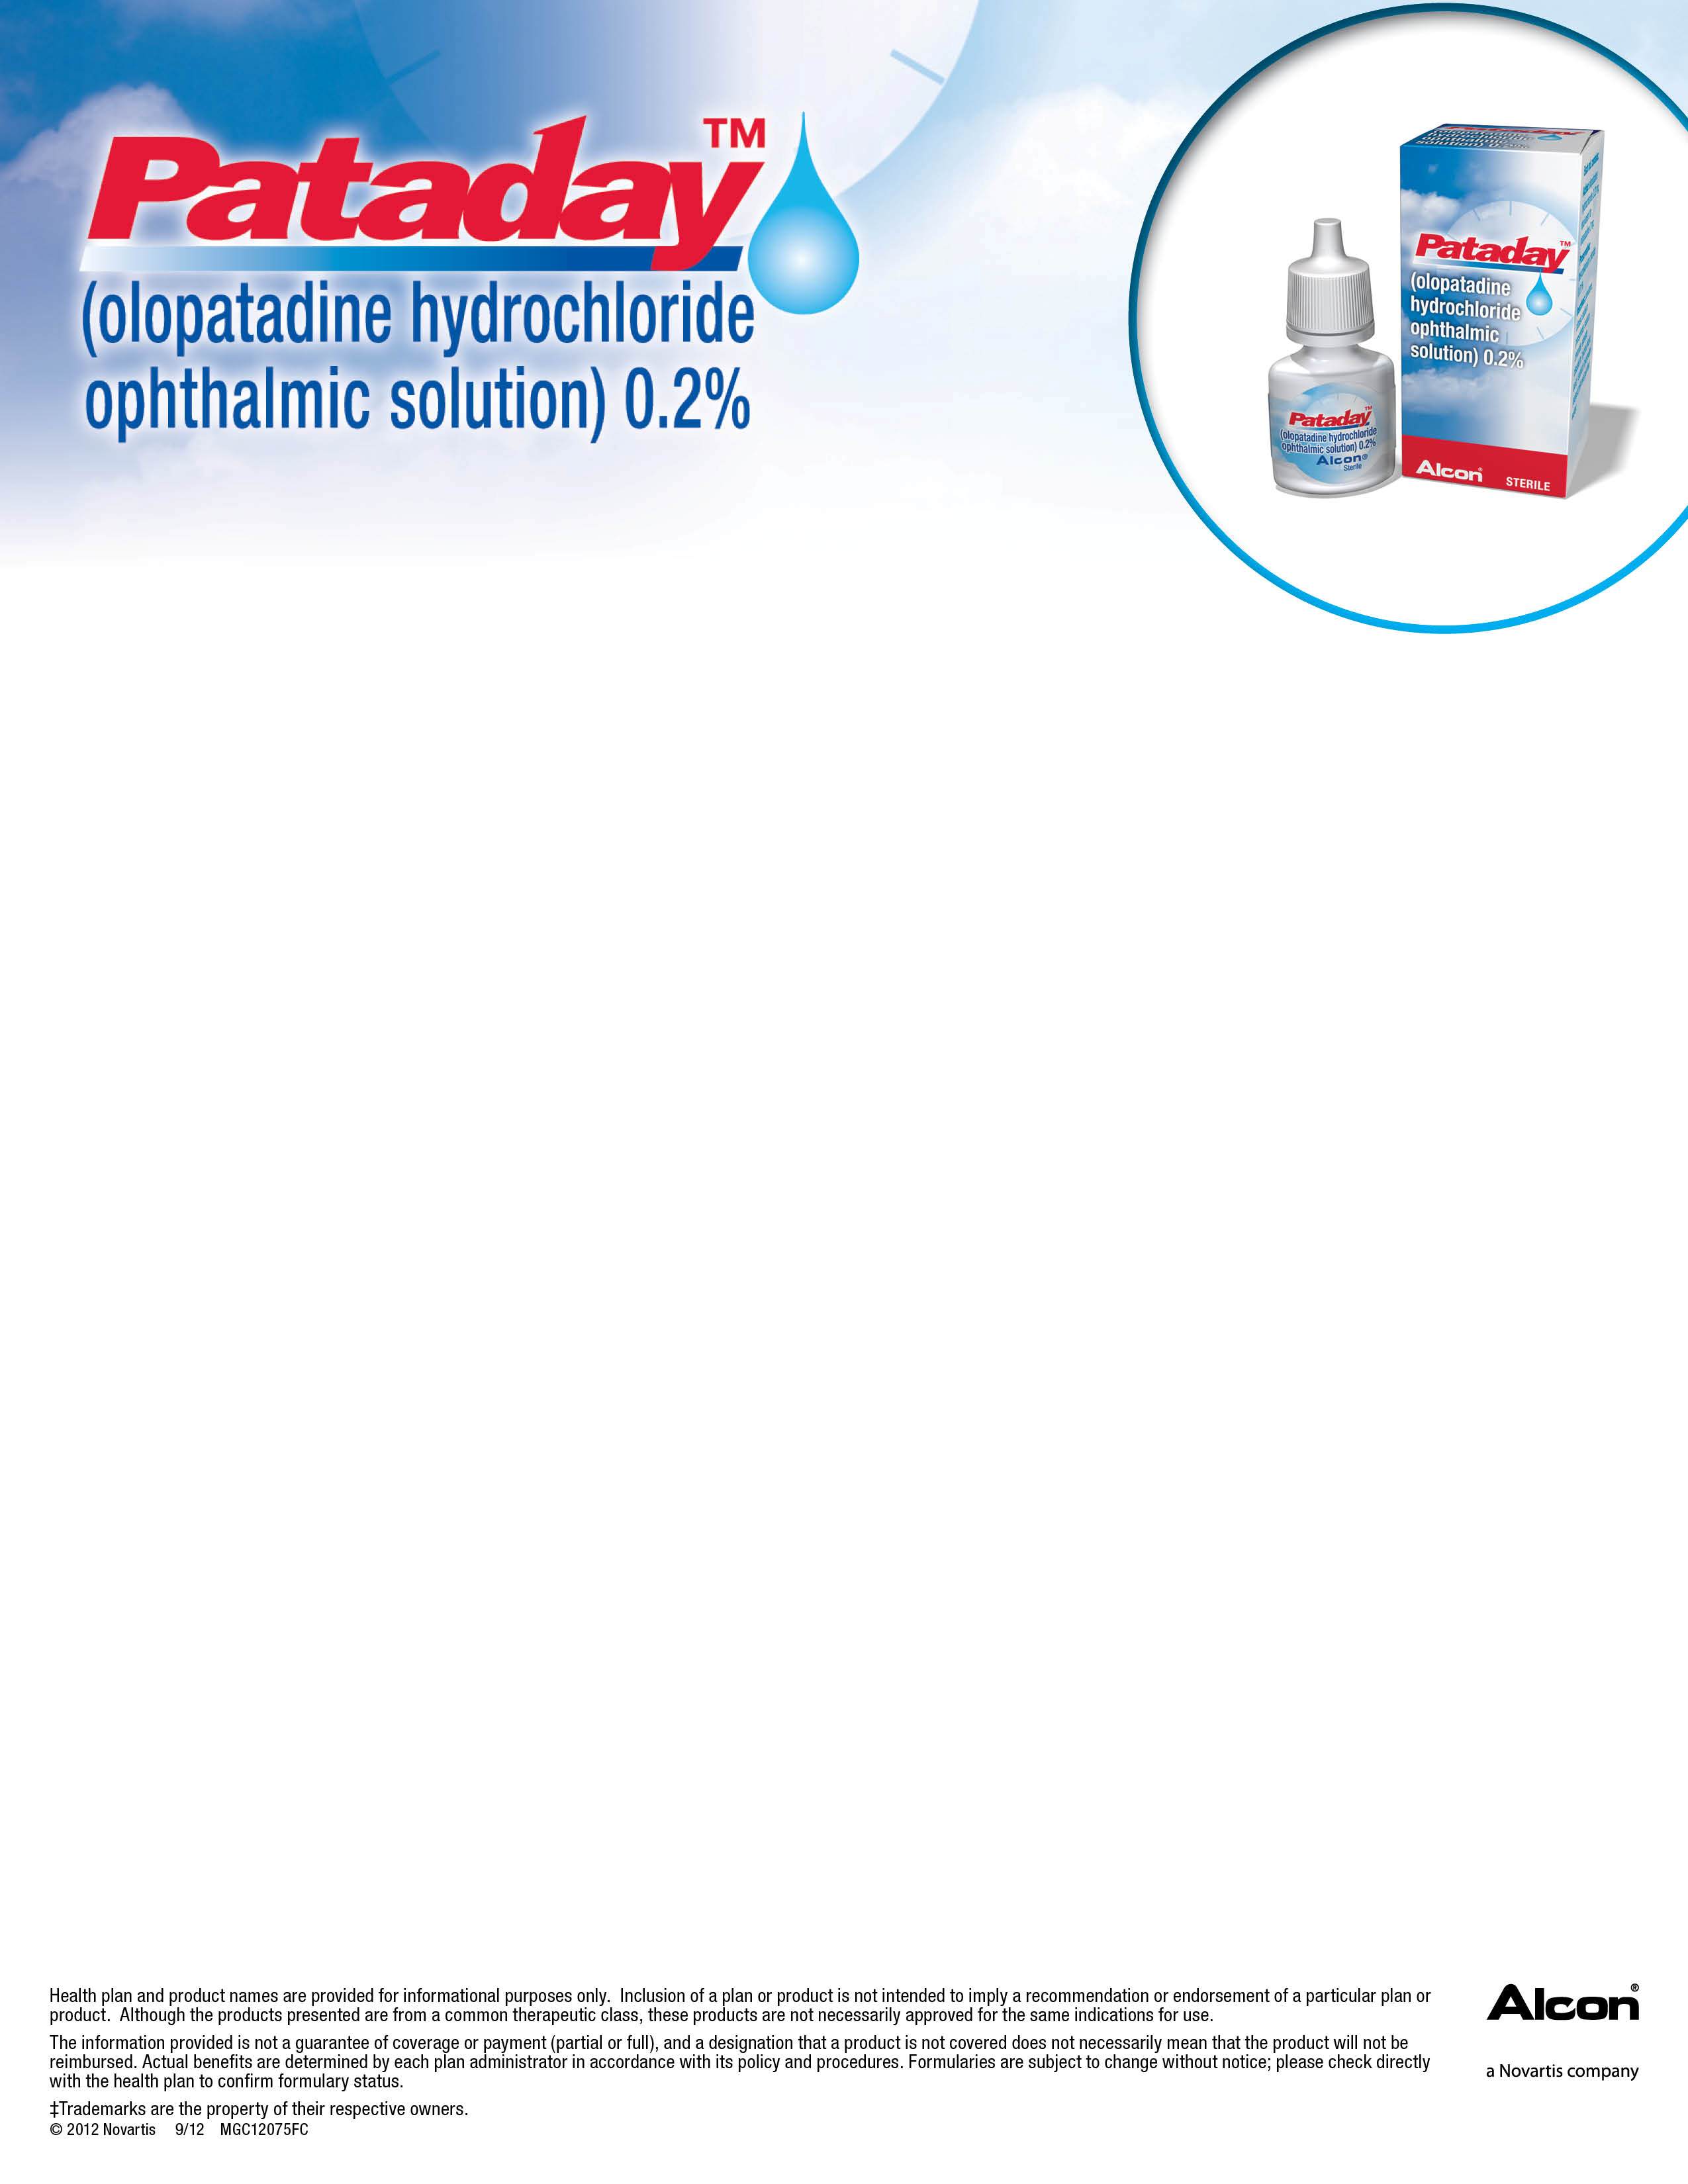 Pataday™
(olopatadine hydrochloride
ophthalmic solution) 0.2%
Pataday™
(olopatadine
hydrochloride
ophthalmic
solution) 0.2%
Alcon®
STERILE
Pataday™
(olopatadine hydrochloride
ophthalmic solution) 0.2%
Alcon®
Sterile
Health plan and product names are provided for informational purposes only.  Inclusion of a plan or product is not intended to imply a recommendation or endorsement of a particular plan or
product.  Although the products presented are from a common therapeutic class, these products are not necessarily approved for the same indications for use.
The information provided is not a guarantee of coverage or payment (partial or full), and a designation that a product is not covered does not necessarily mean that the product will not be
reimbursed. Actual benefits are determined by each plan administrator in accordance with its policy and procedures. Formularies are subject to change without notice; please check directly
with the health plan to confirm formulary status.
‡Trademarks are the property of their respective owners.
© 2012 Novartis    9/12    MGC12075FC
Alcon®
a Novartis company